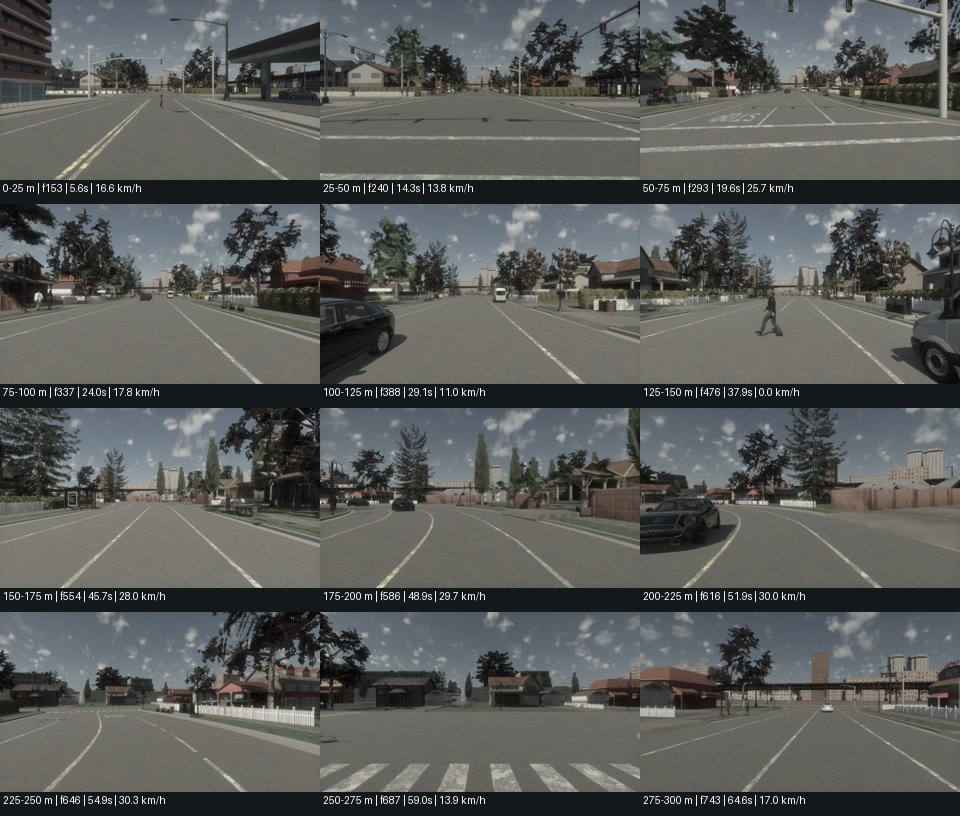 0-25 m | f153 | 5.6s | 16.6 km/h
25-50 m | f240 | 14.3s | 13.8 km/h
STOP
50-75 m | f293 | 19.6s | 25.7 km/h
75-100 m | f337 | 24.0s | 17.8 km/h
100-125 m | f388 | 29.1s | 11.0 km/h
125-150 m | f476 | 37.9s | 0.0 km/h
150-175 m | f554 | 45.7s | 28.0 km/h
175-200 m | f586 | 48.9s | 29.7 km/h
200-225 m | f616 | 51.9s | 30.0 km/h
225-250 m | f646 | 54.9s | 30.3 km/h
250-275 m | f687 | 59.0s | 13.9 km/h
275-300 m | f743 | 64.6s | 17.0 km/h